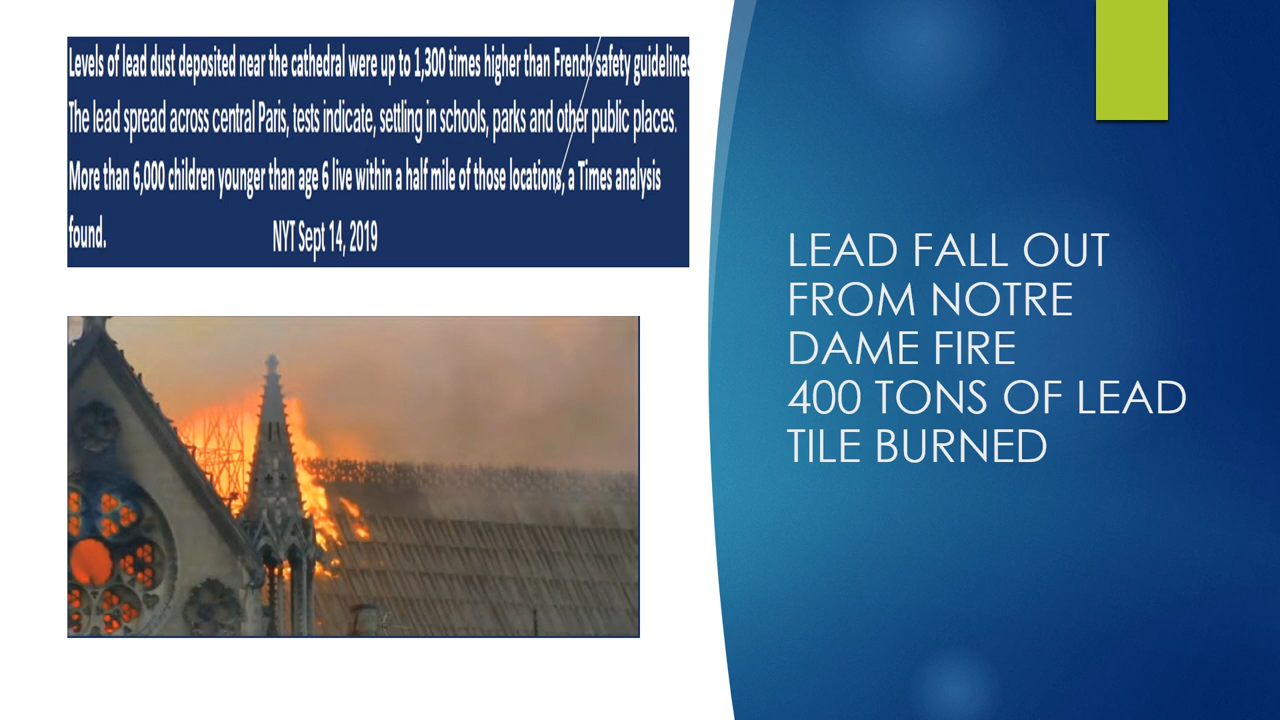 Levels of lead dust deposited near the cathedral were up to 1,300 times higher than French safety guidelines
The lead spread across central Paris, tests indicate, settling in schools, parks and other public places.
More than 6,000 children younger than age 6 live within a half mile of those locations, a Times analysis
found. NYT Sept 14, 2019
LEAD FALL OUT
FROM NOTRE
DAME FIRE
400 TONS OF LEAD
TILE BURNED